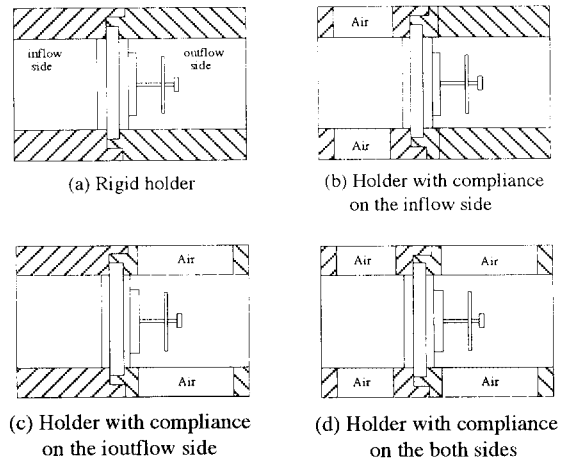 inflow side
outflow side
(a) Rigid holder
Air
Air
(b) Holder with compliance
on the inflow side
Air
Air
(c) Holder with compliance
on the ioutflow side
Air Air
Air Air
(d) Holder with compliance
on the both sides